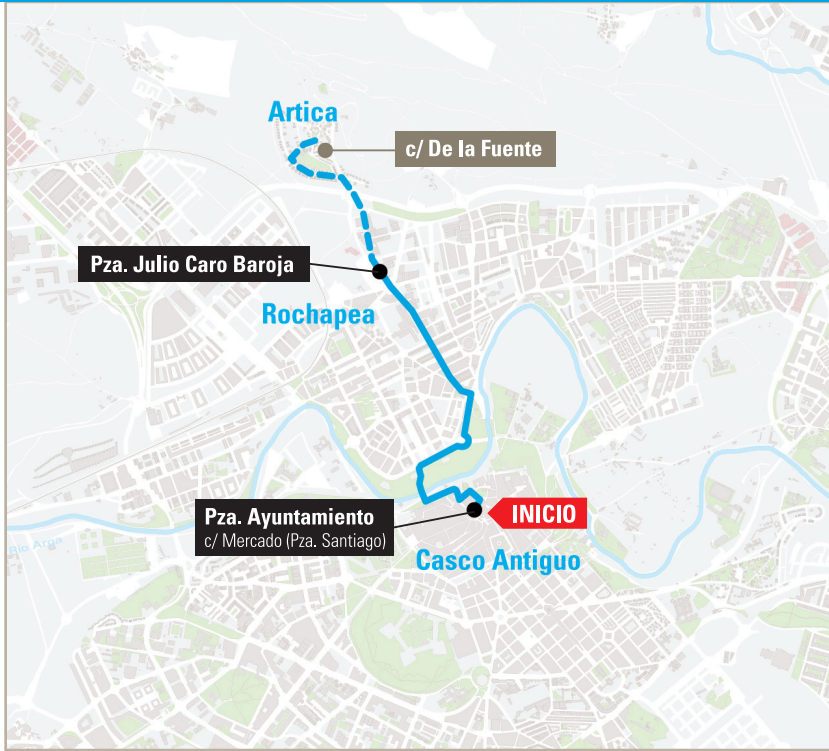 Artica
c/ De la Fuente
Pza. Julio Caro Baroja
Rochapea
Pza. Ayuntamiento
c/ Mercado (Pza. Santiago)
INICIO
Río Arga
Casco Antiguo